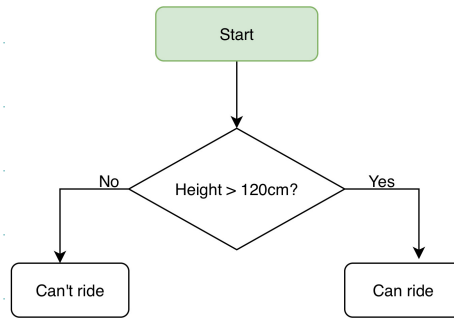 Start
No
Height > 120cm?
Yes
Can't ride
Can ride